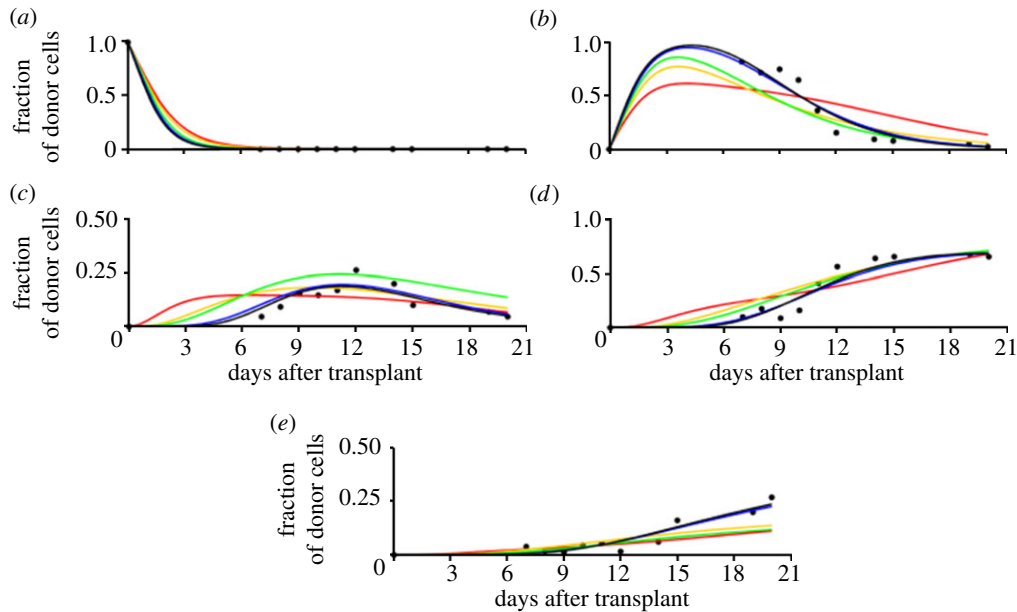 (a)
(b)
fraction
of donor cells
1.0
0.5
0
1.0
0.5
0
(c)
(d)
fraction
of donor cells
0.50
0.25
0
3 6 9 12 15 18 21
days after transplant
1.0
0.5
0
3 6 9 12 15 18 21
days after transplant
(e)
fraction
of donor cells
0.50
0.25
0
3 6 9 12 15 18 21
days after transplant